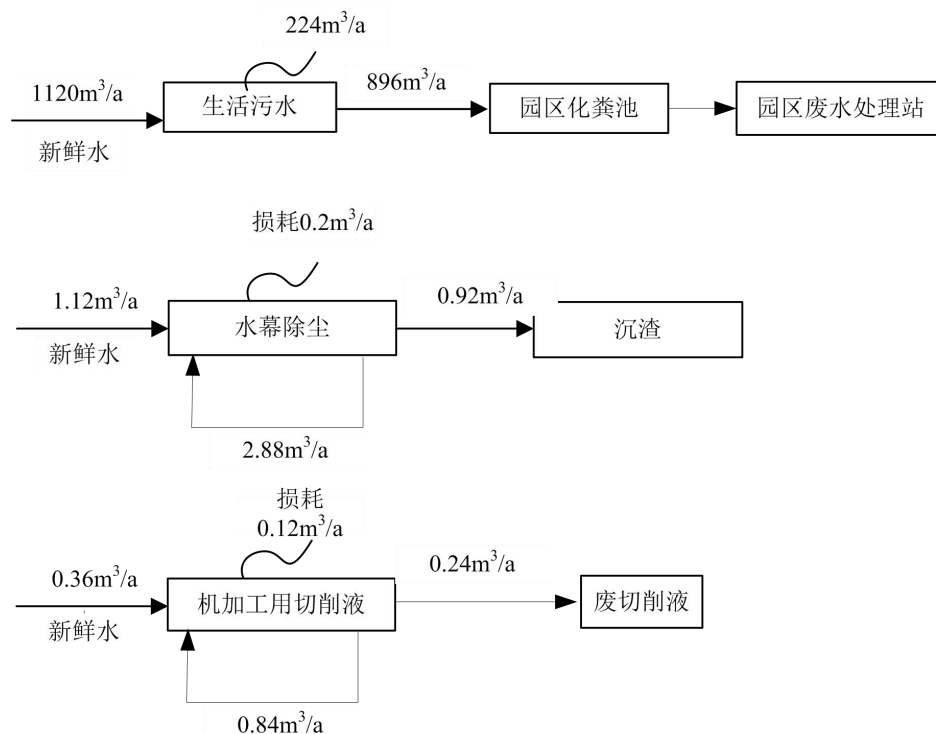 224m³/a
1120m³/a
新鲜水
生活污水
896m³/a
园区化粪池
园区废水处理站
损耗0.2m³/a
1.12m³/a
新鲜水
水幕除尘
0.92m³/a
沉渣
2.88m³/a
损耗
0.12m³/a
0.36m³/a
新鲜水
机加工用切削液
0.24m³/a
废切削液
0.84m³/a